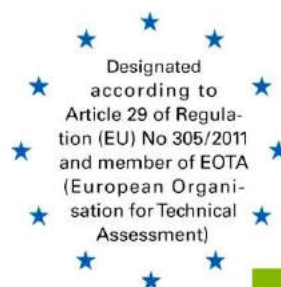 Designated
according to
Article 29 of Regula-
tion (EU) No 305/2011
and member of EOTA
(European Organi-
sation for Technical
Assessment)